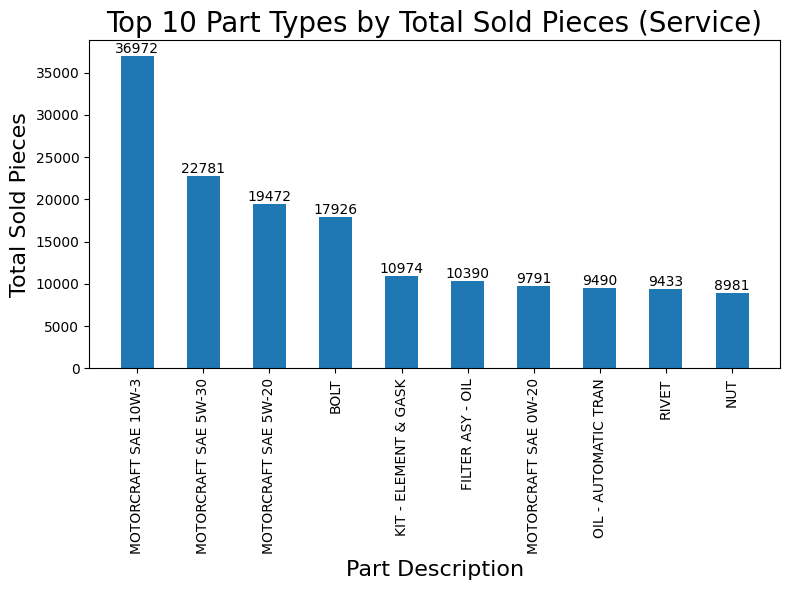 Top 10 Part Types by Total Sold Pieces (Service)
Total Sold Pieces
35000
30000
25000
20000
15000
10000
5000
0
36972
22781
19472
17926
10974
10390
9791
9490
9433
8981
MOTORCRAFT SAE 10W-3
MOTORCRAFT SAE 5W-30
MOTORCRAFT SAE 5W-20
BOLT
KIT - ELEMENT & GASK
FILTER ASY - OIL
MOTORCRAFT SAE 0W-20
OIL - AUTOMATIC TRAN
RIVET
NUT
Part Description